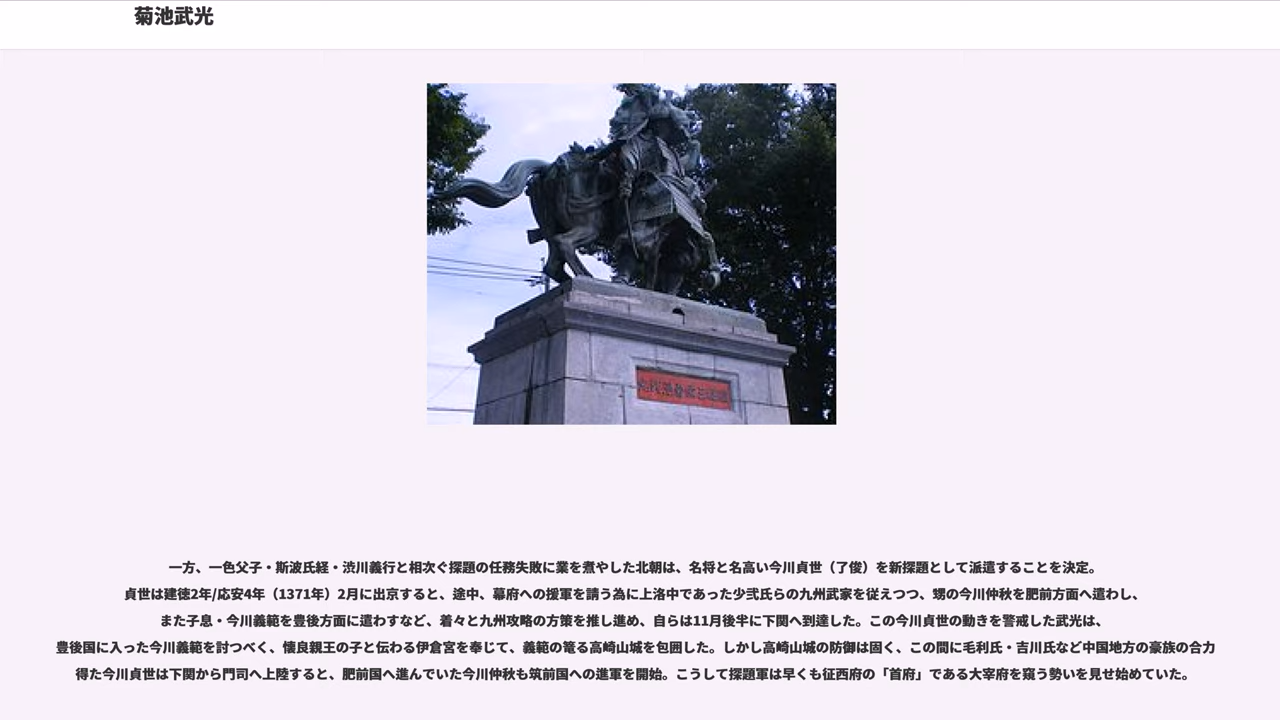 菊池武光
一方、一色父子・斯波氏経・渋川義行と相次ぐ探題の任務失敗に業を煮やした北朝は、名将と名高い今川貞世（了俊）を新探題として派遣することを決定。
貞世は建徳2年/応安4年（1371年）2月に出京すると、途中、幕府への援軍を請う為に上洛中であった少弐氏らの九州武家を従えつつ、甥の今川仲秋を肥前方面へ遣わし、
また子息・今川義範を豊後方面に遣わすなど、着々と九州攻略の方策を推し進め、自らは11月後半に下関へ到達した。この今川貞世の動きを警戒した武光は、
豊後国に入った今川義範を討つべく、懐良親王の子と伝わる伊倉宮を奉じて、義範の篭る高崎山城を包囲した。しかし高崎山城の防御は固く、この間に毛利氏・吉川氏など中国地方の豪族の合力
得た今川貞世は下関から門司へ上陸すると、肥前国へ進んでいた今川仲秋も筑前国への進軍を開始。こうして探題軍は早くも征西府の「首府」である大宰府を窺う勢いを見せ始めていた。